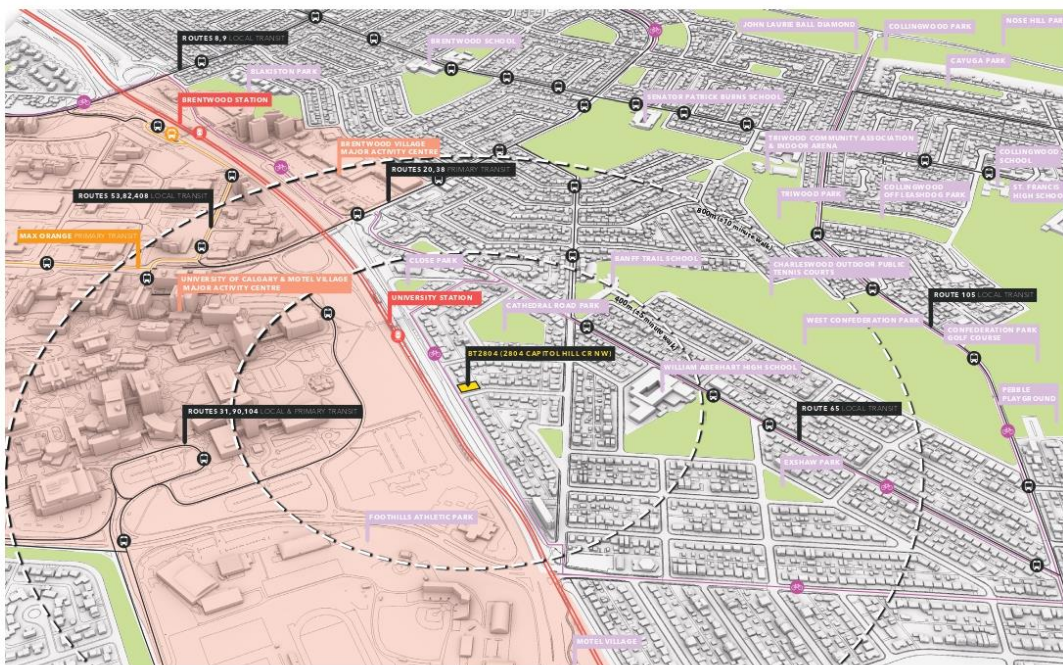 JOHN LAURIE BALL DIAMOND
COLLINGWOOD PARK
NOSE HILL PARK
ROUTES 8,9 LOCAL TRANSIT
BRENTWOOD SCHOOL
CAYUGA PARK
BLAKISTON PARK
BRENTWOOD STATION
SENATOR PATRICK BURNS SCHOOL
BRENTWOOD VILLAGE
MAJOR ACTIVITY CENTRE
TRIWOOD COMMUNITY ASSOCIATION
& INDOOR ARENA
COLLINGWOOD
SCHOOL
ROUTES 20,38 PRIMARY TRANSIT
ROUTES 53,82,408 LOCAL TRANSIT
TRIWOOD PARK
COLLINGWOOD
OFF LEASH DOG PARK
ST. FRANCIS
HIGH SCHOOL
800m (±10 minute walk)
MAX ORANGE PRIMARY TRANSIT
CLOSE PARK
BANFF TRAIL SCHOOL
CHARLESWOOD OUTDOOR PUBLIC
TENNIS COURTS
UNIVERSITY OF CALGARY & MOTEL VILLAGE
MAJOR ACTIVITY CENTRE
UNIVERSITY STATION
CATHEDRAL ROAD PARK
400m (±5 minute walk)
ROUTE 105 LOCAL TRANSIT
WEST CONFEDERATION PARK
CONFEDERATION PARK
GOLF COURSE
BT2804 (2804 CAPITOL HILL CR NW)
WILLIAM ABERHART HIGH SCHOOL
PEBBLE
PLAYGROUND
ROUTES 31,90,104 LOCAL & PRIMARY TRANSIT
ROUTE 65 LOCAL TRANSIT
EXSHAW PARK
FOOTHILLS ATHLETIC PARK
MOTEL VILLAGE